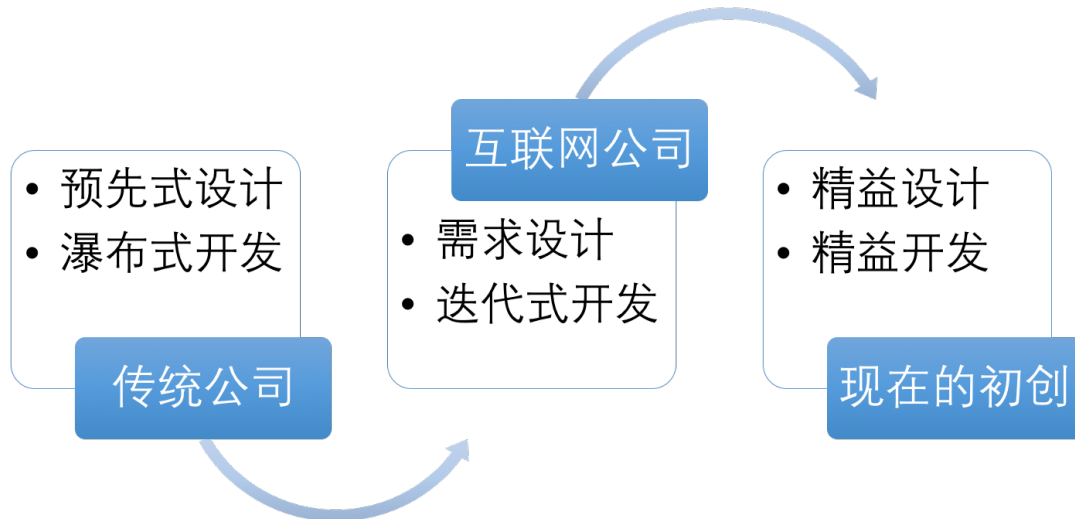 预先式设计
瀑布式开发
传统公司
互联网公司
需求设计
迭代式开发
精益设计
精益开发
现在的初创